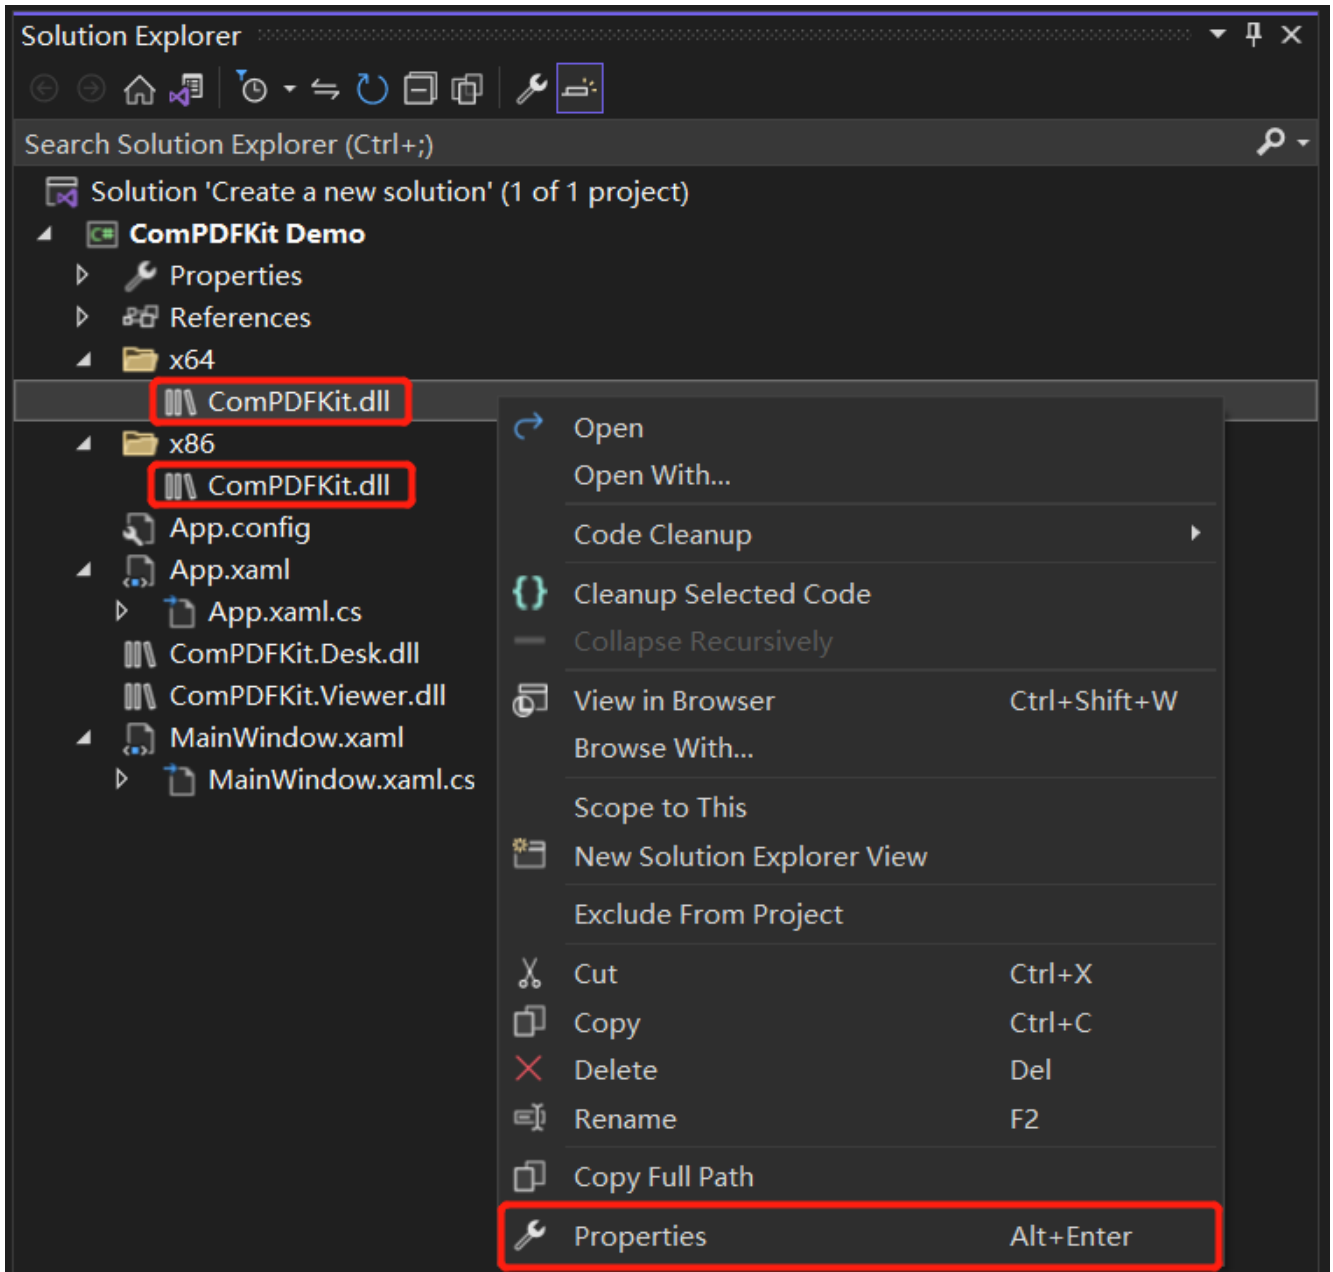 Solution Explorer
Search Solution Explorer (Ctrl+;)
Solution 'Create a new solution' (1 of 1 project)
C# ComPDFKit Demo
Properties
References
x64
ComPDFKit.dll
x86
ComPDFKit.dll
App.config
App.xaml
App.xaml.cs
ComPDFKit.Desk.dll
ComPDFKit.Viewer.dll
MainWindow.xaml
MainWindow.xaml.cs
Open
Open With...
Code Cleanup
Cleanup Selected Code
Collapse Recursively
View in Browser Ctrl+Shift+W
Browse With...
Scope to This
New Solution Explorer View
Exclude From Project
Cut Ctrl+X
Copy Ctrl+C
Delete Del
Rename F2
Copy Full Path
Properties Alt+Enter